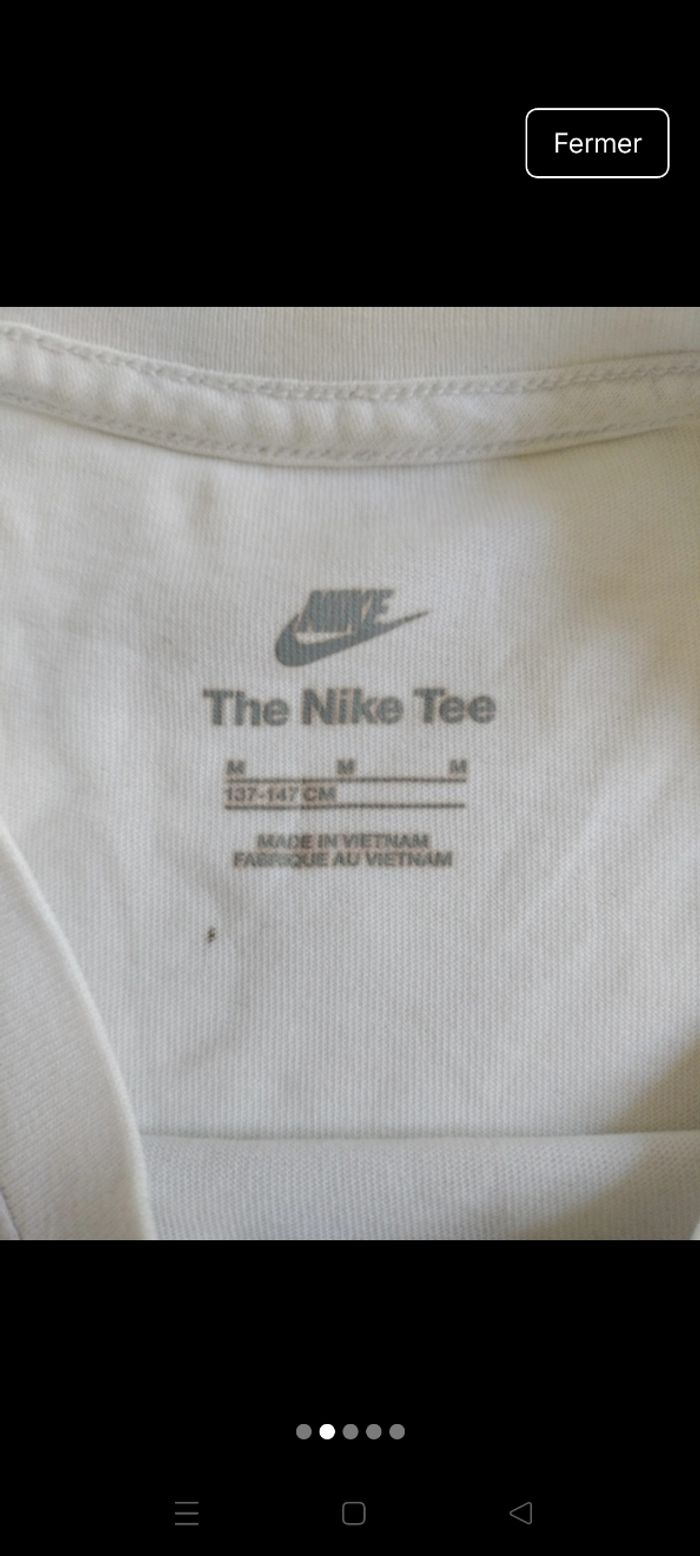 Fermer
NIKE
The Nike Tee
M M M
137-147 CM
MADE IN VIETNAM
FABRIQUE AU VIETNAM